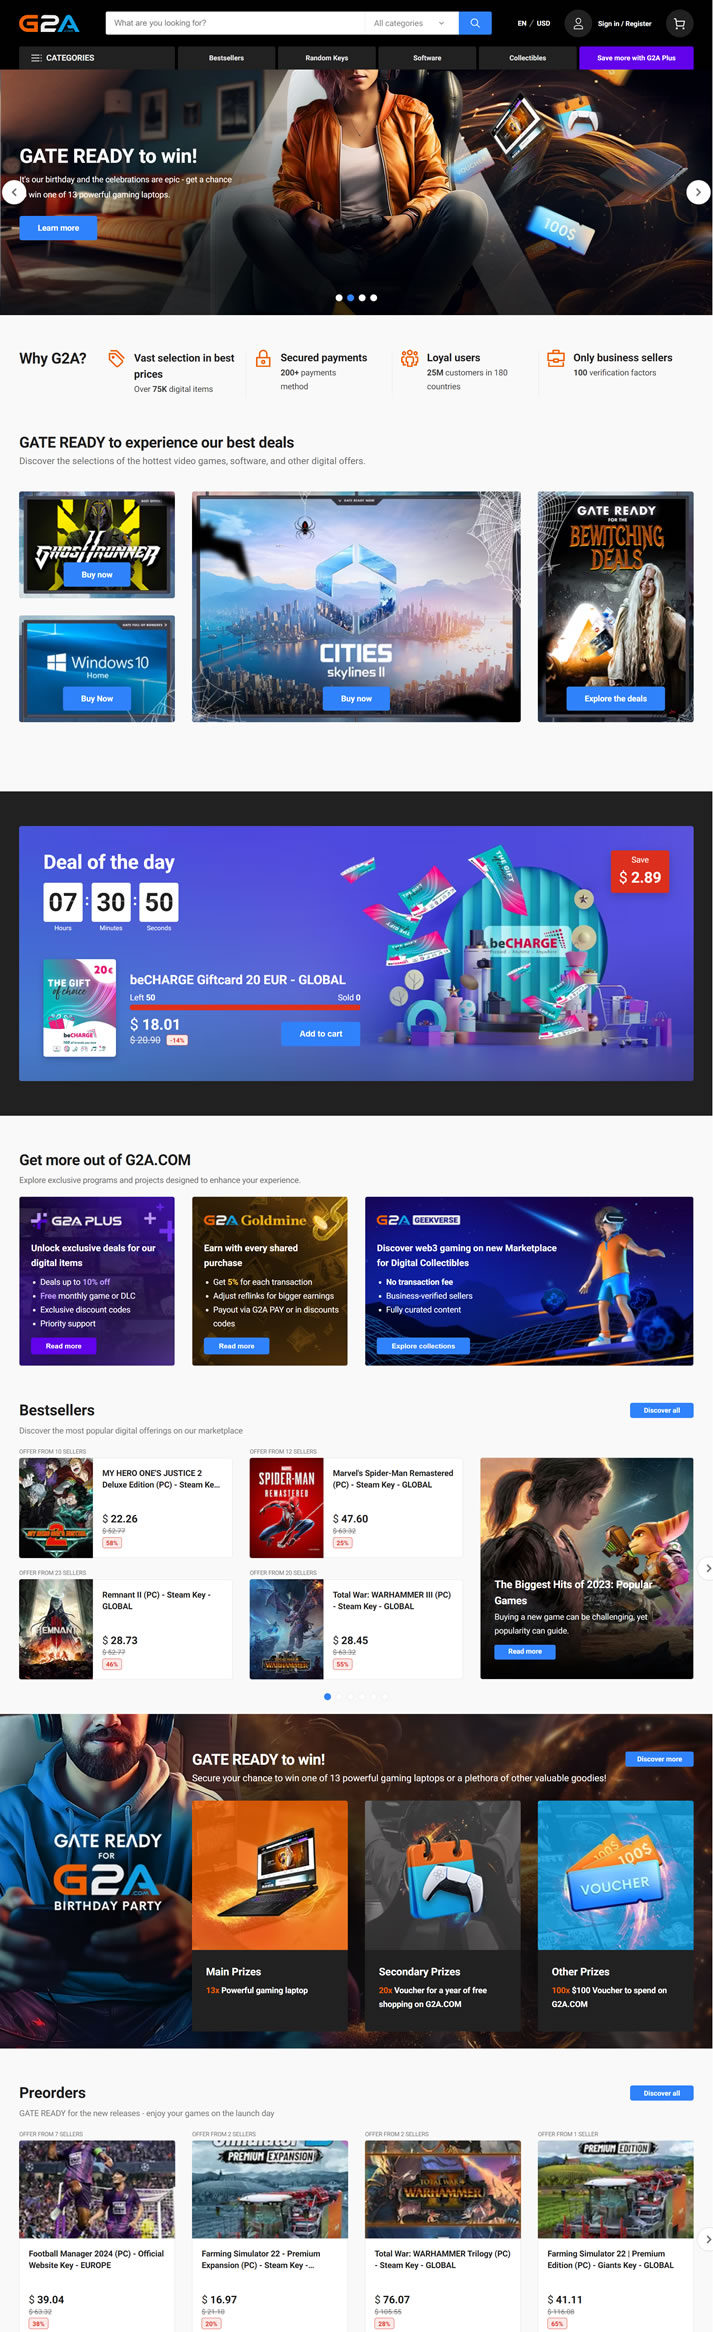 G2A
What are you looking for?
All categories
EN / USD
Sign in / Register
CATEGORIES
Bestsellers
Random Keys
Software
Collectibles
Save more with G2A Plus
GATE READY to win!
It's our birthday and the celebrations are epic - get a chance
win one of 13 powerful gaming laptops.
Learn more
VOUCHER
100$
Why G2A?
Vast selection in best
prices
Over 75K digital items
Secured payments
200+ payments
method
Loyal users
25M customers in 180
countries
Only business sellers
100 verification factors
GATE READY to experience our best deals
Discover the selections of the hottest video games, software, and other digital offers.
GHOSTRUNNER
Buy now
Windows 10
Home
Buy Now
CITIES
skylines II
Buy now
GATE READY
FOR THE
BEWITCHING
DEALS
Explore the deals
Deal of the day
07 : 30 : 50
Hours
Minutes
Seconds
Save
$ 2.89
THE GIFT
beCHARGE
20€
THE GIFT
of choice
beCHARGE
beCHARGE Giftcard 20 EUR - GLOBAL
Left 50
Sold 0
$ 18.01
$ 20.90 -14%
Add to cart
Get more out of G2A.COM
Explore exclusive programs and projects designed to enhance your experience.
G2A PLUS
Unlock exclusive deals for our
digital items
Deals up to 10% off
Free monthly game or DLC
Exclusive discount codes
Priority support
Read more
G2A Goldmine
Earn with every shared
purchase
Get 5% for each transaction
Adjust reflinks for bigger earnings
Payout via G2A PAY or in discounts
codes
Read more
G2A GEEKVERSE
Discover web3 gaming on new Marketplace
for Digital Collectibles
No transaction fee
Business-verified sellers
Fully curated content
Explore collections
Bestsellers
Discover all
Discover the most popular digital offerings on our marketplace
OFFER FROM 10 SELLERS
MY HERO ONE'S JUSTICE 2
Deluxe Edition (PC) - Steam Ke...
$ 22.26
$ 52.77
58%
OFFER FROM 12 SELLERS
SPIDER-MAN
REMASTERED
Marvel's Spider-Man Remastered
(PC) - Steam Key - GLOBAL
$ 47.60
$ 63.32
25%
OFFER FROM 23 SELLERS
REMNANT
Remnant II (PC) - Steam Key -
GLOBAL
$ 28.73
$ 52.77
46%
OFFER FROM 20 SELLERS
WARHAMMER
Total War: WARHAMMER III (PC)
- Steam Key - GLOBAL
$ 28.45
$ 63.32
55%
The Biggest Hits of 2023: Popular
Games
Buying a new game can be challenging, yet
popularity can guide.
Read more
GATE READY
FOR
G2A
.COM
BIRTHDAY PARTY
GATE READY to win!
Discover more
Secure your chance to win one of 13 powerful gaming laptops or a plethora of other valuable goodies!
Main Prizes
13x Powerful gaming laptop
Secondary Prizes
20x Voucher for a year of free
shopping on G2A.COM
100$
100$
VOUCHER
Other Prizes
100x $100 Voucher to spend on
G2A.COM
Preorders
Discover all
GATE READY for the new releases - enjoy your games on the launch day
OFFER FROM 7 SELLERS
Football Manager 2024 (PC) - Official
Website Key - EUROPE
$ 39.04
$ 63.32
38%
OFFER FROM 2 SELLERS
PREMIUM EXPANSION
Farming Simulator 22 - Premium
Expansion (PC) - Steam Key -...
$ 16.97
$ 21.10
20%
OFFER FROM 2 SELLERS
TOTAL WAR
WARHAMMER
Total War: WARHAMMER Trilogy (PC)
- Steam Key - GLOBAL
$ 76.07
$ 105.55
28%
OFFER FROM 1 SELLER
PREMIUM EDITION
Farming Simulator 22 | Premium
Edition (PC) - Giants Key - GLOBAL
$ 41.11
$ 116.08
65%